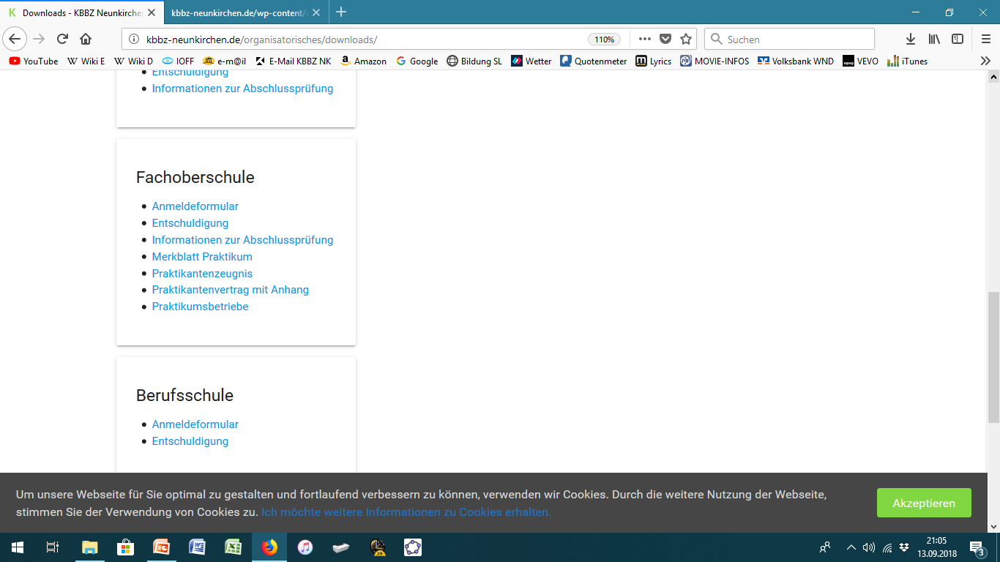 Downloads - KBBZ Neunkirche
kbbz-neunkirchen.de/wp-content/
kbbz-neunkirchen.de/organisatorisches/downloads/
110%
Suchen
YouTube
Wiki E
Wiki D
IOFF
e-m@il
E-Mail KBBZ NK
Amazon
Google
Bildung SL
Wetter
Quotenmeter
Lyrics
MOVIE-INFOS
Volksbank WND
VEVO
iTunes
Entschuldigung
Informationen zur Abschlussprüfung
Fachoberschule
Anmeldeformular
Entschuldigung
Informationen zur Abschlussprüfung
Merkblatt Praktikum
Praktikantenzeugnis
Praktikantenvertrag mit Anhang
Praktikumsbetriebe
Berufsschule
Anmeldeformular
Entschuldigung
Um unsere Webseite für Sie optimal zu gestalten und fortlaufend verbessern zu können, verwenden wir Cookies. Durch die weitere Nutzung der Webseite,
stimmen Sie der Verwendung von Cookies zu. Ich möchte weitere Informationen zu Cookies erhalten.
Akzeptieren
21:05
13.09.2018
3